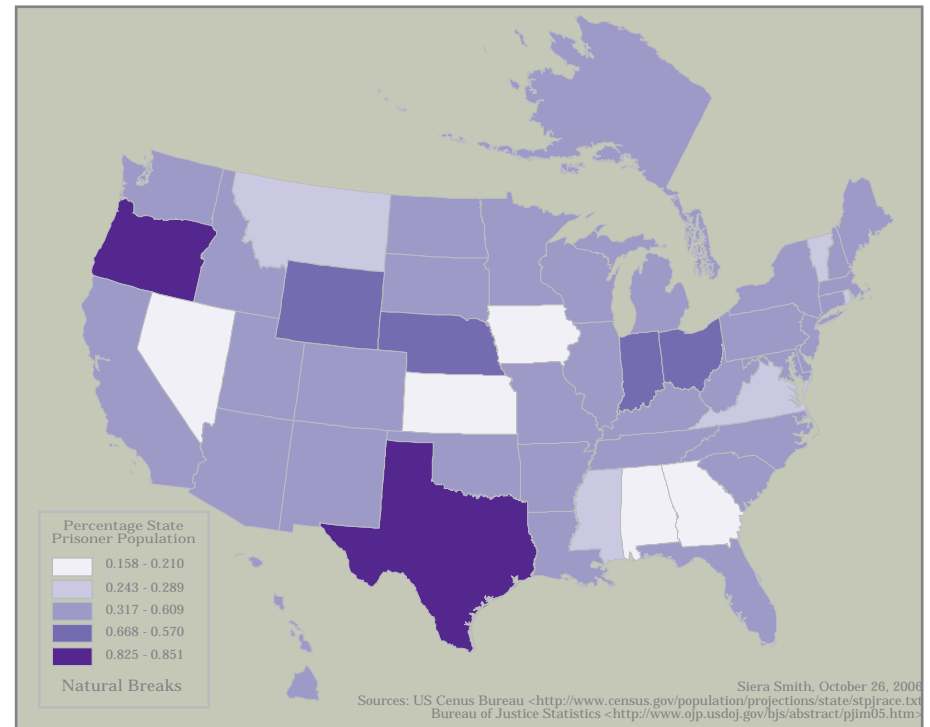 Percentage State
Prisoner Population
0.158 - 0.210
0.243 - 0.289
0.317 - 0.609
0.668 - 0.570
0.825 - 0.851
Natural Breaks
Siera Smith, October 26, 2006
Sources: US Cenus Bureau <http://www.census.gov/population/projections/state/stpjrace.txt
Bureau of Justice Statistics <http://www.ojp.usdoj.gov/bjs/abstract/pjim05.htm>